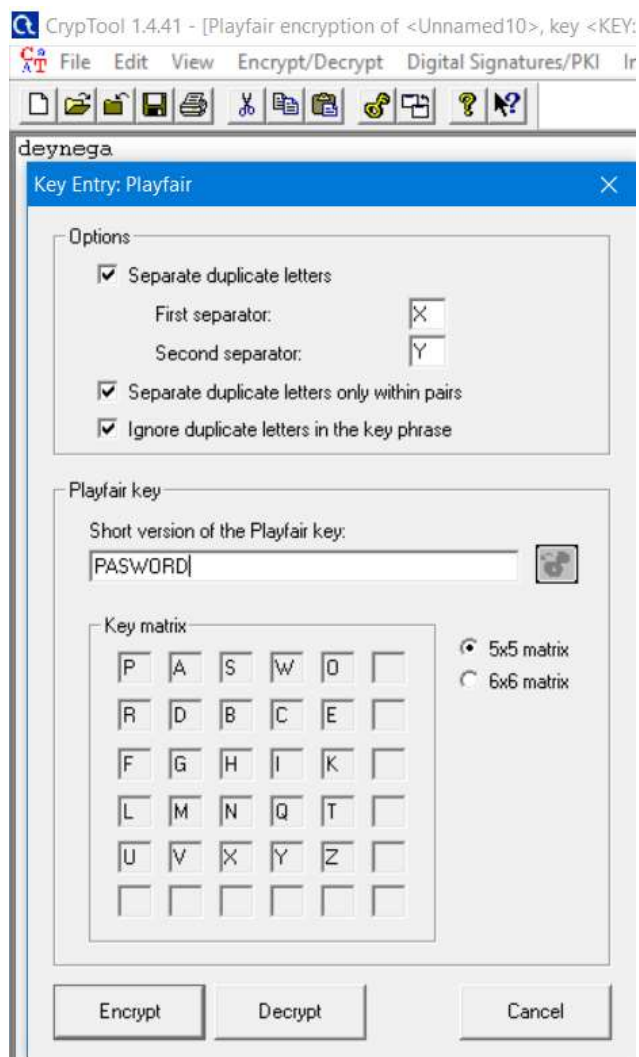 CrypTool 1.4.41 - [Playfair encryption of <Unnamed10>, key <KEY:
File Edit View Encrypt/Decrypt Digital Signatures/PKI In
deynega
Key Entry: Playfair
Options
Separate duplicate letters
First separator: X
Second separator: Y
Separate duplicate letters only within pairs
Ignore duplicate letters in the key phrase
Playfair key
Short version of the Playfair key:
PASWORD
Key matrix
P A S W O
R D B C E
F G H I K
L M N Q T
U V X Y Z
5x5 matrix
6x6 matrix
Encrypt Decrypt Cancel